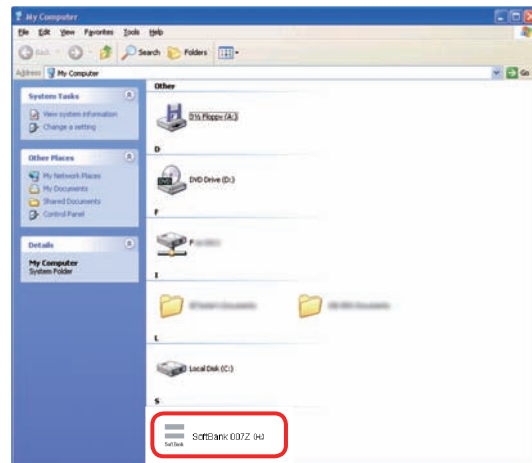 My Computer
File Edit View Favorites Tools Help
Back Search Folders
Address My Computer Go
System Tasks
View system information
Change a setting
Other Places
My Network Places
My Documents
Shared Documents
Control Panel
Details
My Computer
System Folder
Other
3½ Floppy (A:)
D
DVD Drive (D:)
F
F
I
L
Local Disk (C:)
S
SoftBank
SoftBank 007Z (H:)